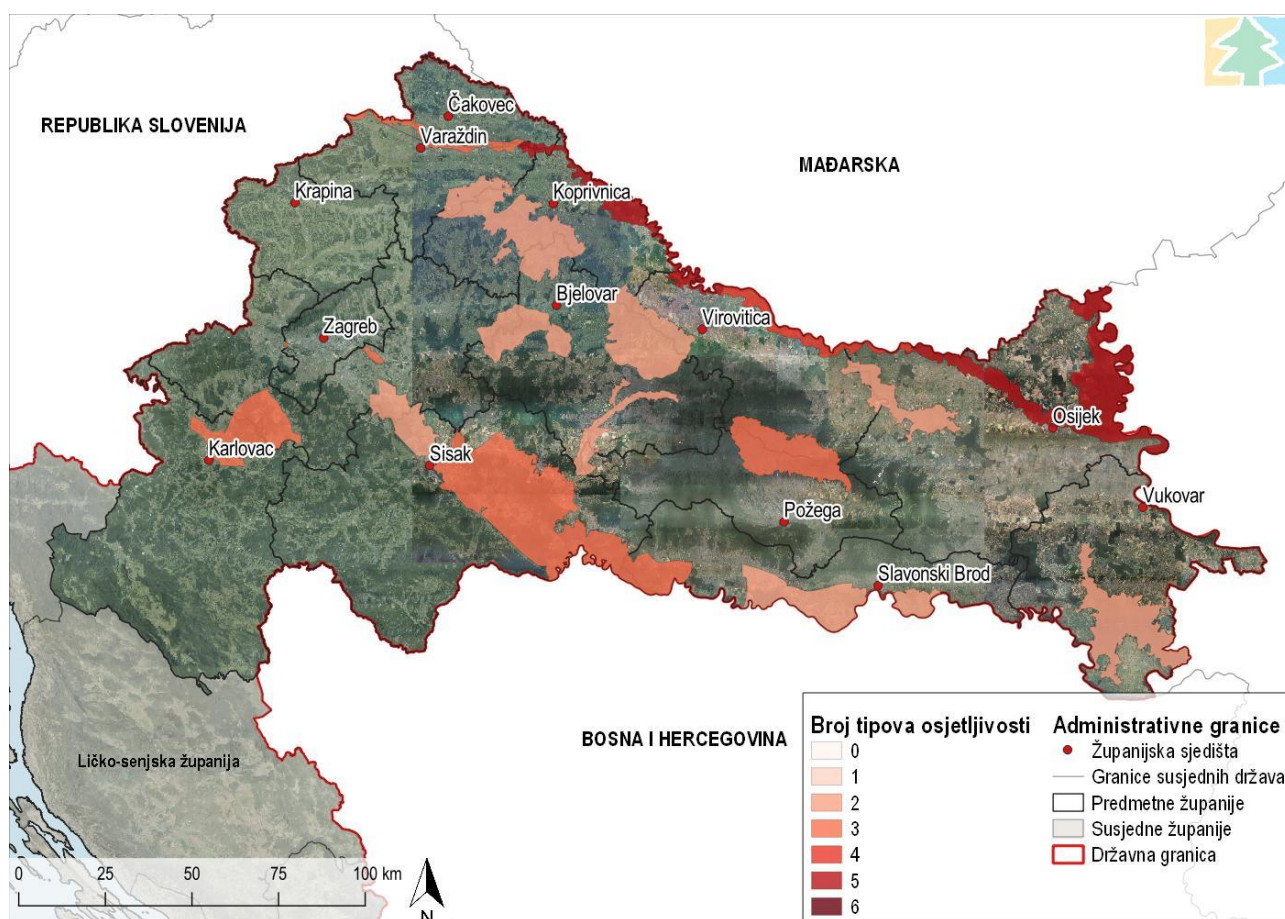 REPUBLIKA SLOVENIJA
MAĐARSKA
Čakovec
Varaždin
Krapina
Koprivnica
Bjelovar
Zagreb
Virovitica
Osijek
Karlovac
Sisak
Vukovar
Požega
Slavonski Brod
BOSNA I HERCEGOVINA
Ličko-senjska županija
Broj tipova osjetljivosti
0
1
2
3
4
5
6
Administrativne granice
Županijska sjedišta
Granice susjednih država
Predmetne županije
Susjedne županije
Državna granica
0 25 50 75 100 km
N